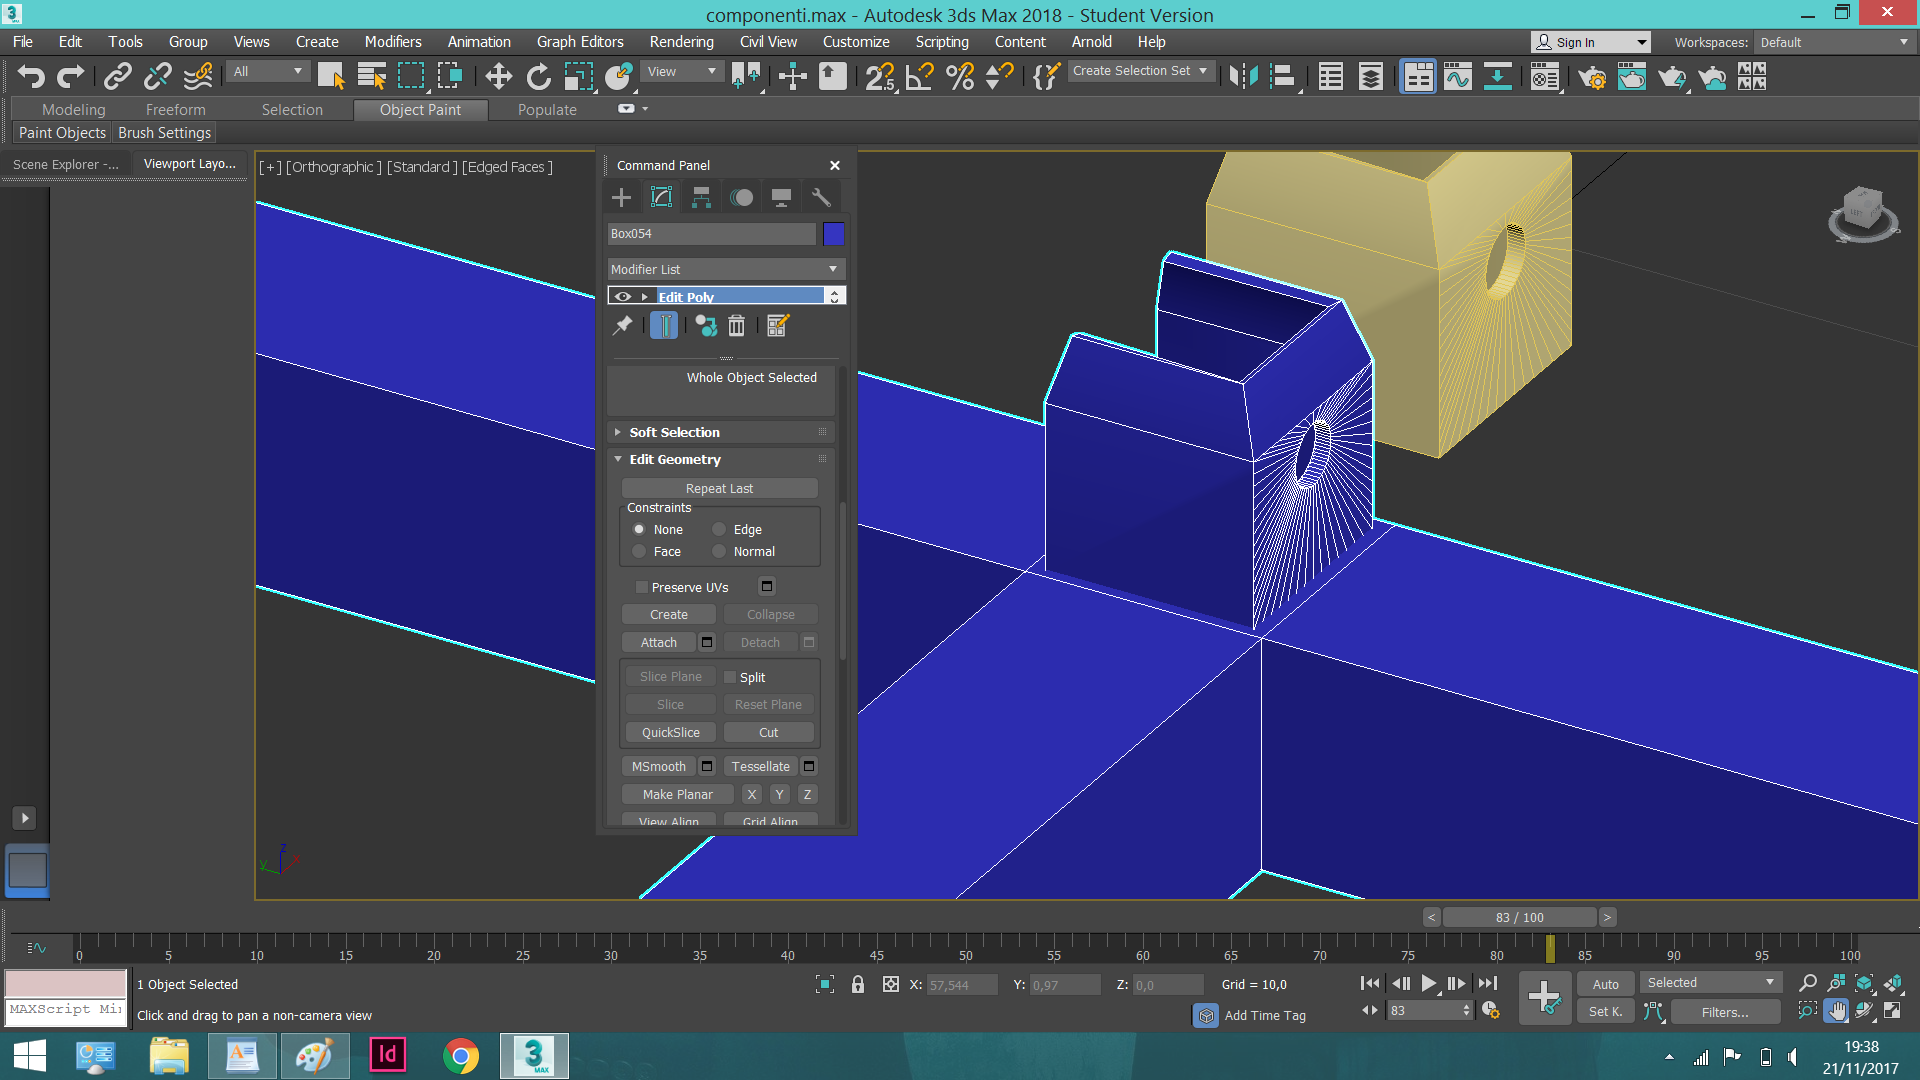 componenti.max - Autodesk 3ds Max 2018 - Student Version
File Edit Tools Group Views Create Modifiers Animation Graph Editors Rendering Civil View Customize Scripting Content Arnold Help
Sign In Workspaces: Default
All View Create Selection Set
Modeling Freeform Selection Object Paint Populate
Paint Objects Brush Settings
Scene Explorer -... Viewport Layo...
[+] [Orthographic] [Standard] [Edged Faces]
Command Panel
Box054
Modifier List
Edit Poly
Whole Object Selected
Soft Selection
Edit Geometry
Repeat Last
Constraints
None Edge
Face Normal
Preserve UVs
Create Collapse
Attach Detach
Slice Plane Split
Slice Reset Plane
QuickSlice Cut
MSmooth Tessellate
Make Planar X Y Z
View Align Grid Align
z
y x
< 83 / 100 >
0 5 10 15 20 25 30 35 40 45 50 55 60 65 70 75 80 85 90 95 100
1 Object Selected X: 57,544 Y: 0,97 Z: 0,0 Grid = 10,0 Auto Selected
MAXScript Mi
Click and drag to pan a non-camera view
Add Time Tag 83 Set K. Filters...
Id
3
MAX
19:38
21/11/2017